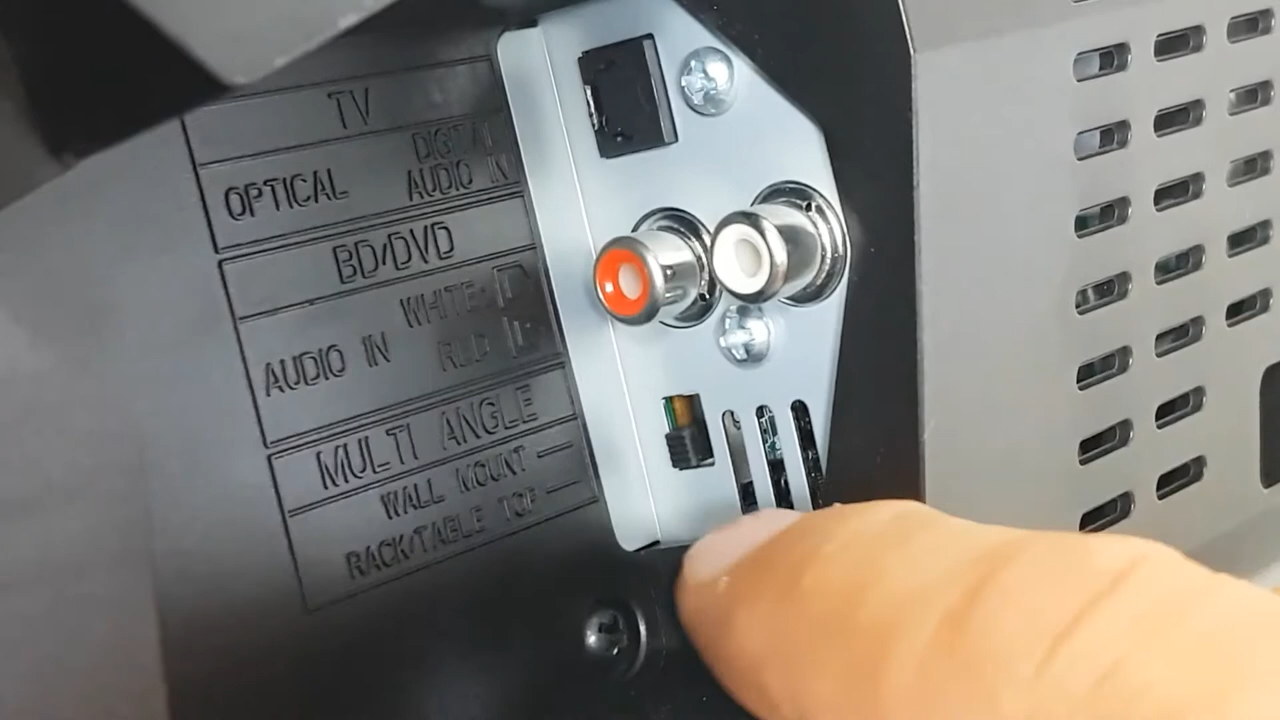 TV
OPTICAL DIGITAL AUDIO IN
BD/DVD
AUDIO IN WHITE: L
RED
MULTI ANGLE
WALL MOUNT
RACK/TABLE TOP